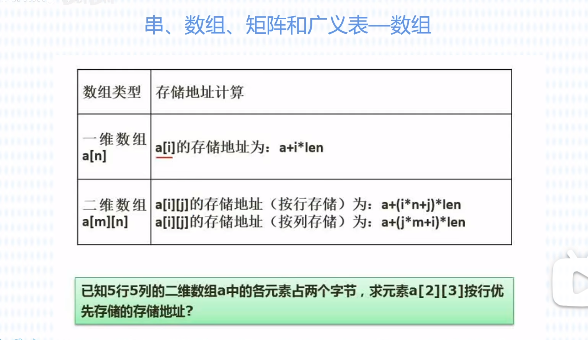 串、数组、矩阵和广义表—数组
数组类型 存储地址计算
一维数组
a[n]
a[i]的存储地址为：a+i*len
二维数组
a[m][n]
a[i][j]的存储地址（按行存储）为：a+(i*n+j)*len
a[i][j]的存储地址（按列存储）为：a+(j*m+i)*len
已知5行5列的二维数组a中的各元素占两个字节，求元素a[2][3]按行优
先存储的存储地址？